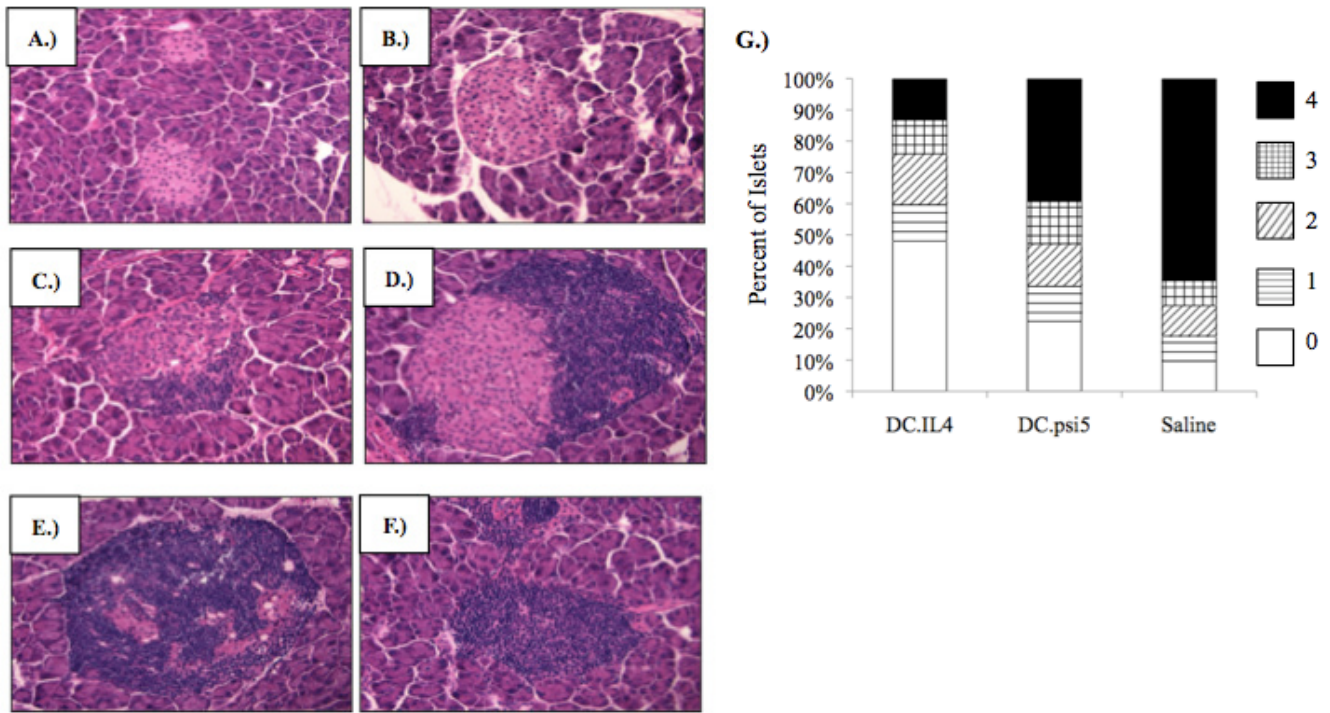 A.)
B.)
C.)
D.)
E.)
F.)
G.)
Percent of Islets
100%
90%
80%
70%
60%
50%
40%
30%
20%
10%
0%
DC.IL4 DC.psi5 Saline
4
3
2
1
0